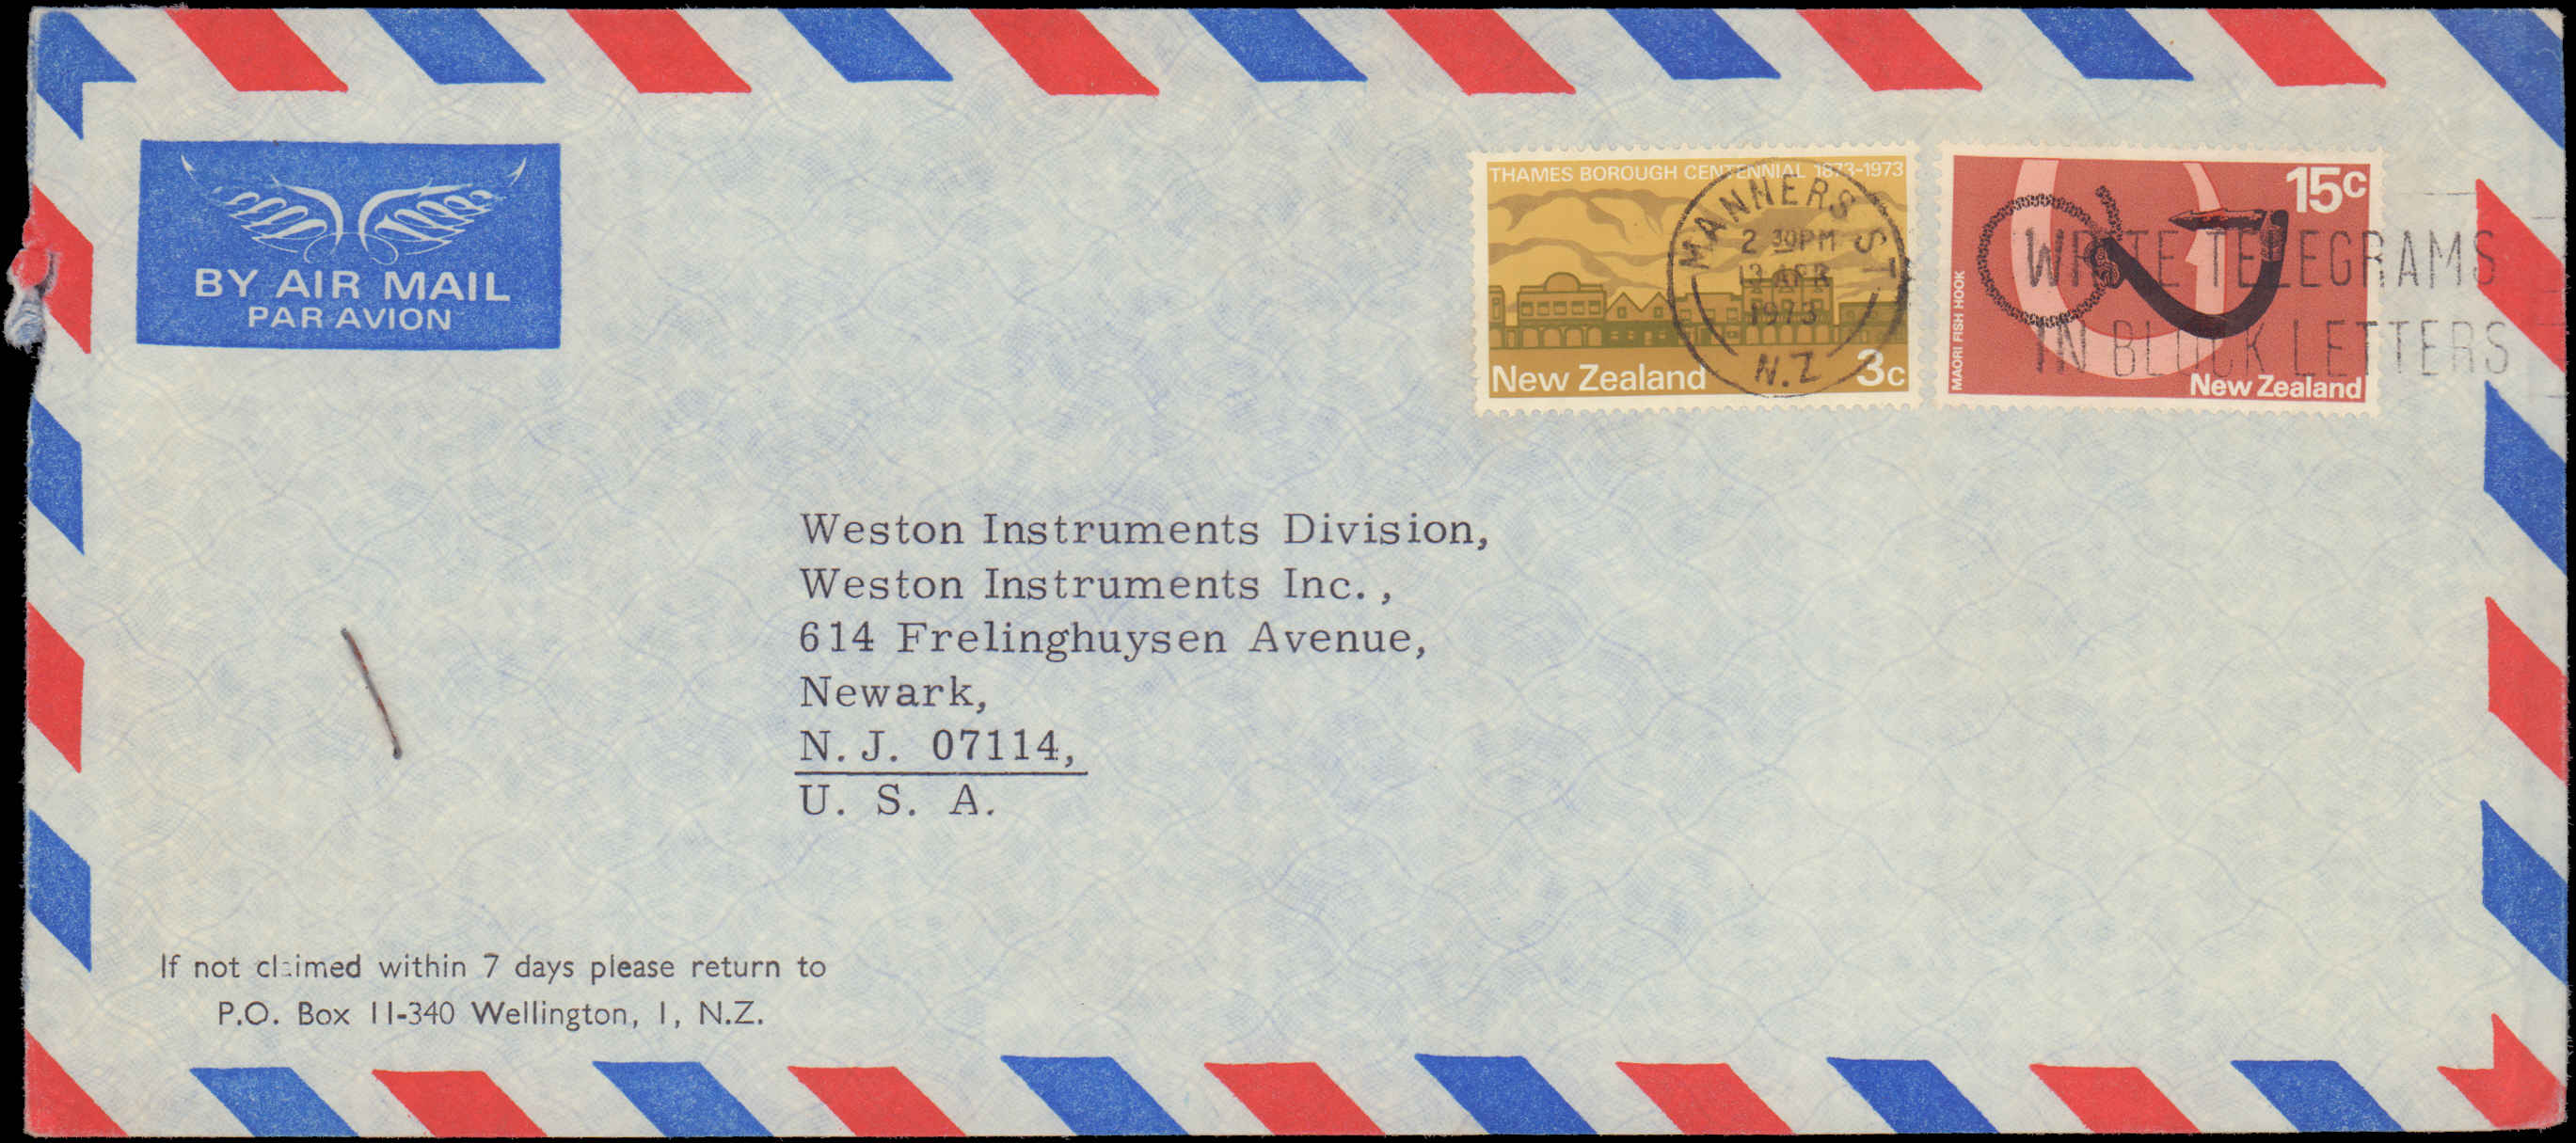 BY AIR MAIL
PAR AVION
THAMES BOROUGH CENTENNIAL 1873-1973
New Zealand 3c
MANNERS ST
2 30PM
13 APR
1973
N.Z
15c
MAORI FISH HOOK
New Zealand
WRITE TELEGRAMS
IN BLOCK LETTERS
Weston Instruments Division,
Weston Instruments Inc.,
614 Frelinghuysen Avenue,
Newark,
N. J. 07114,
U. S. A.
If not claimed within 7 days please return to
P.O. Box 11-340 Wellington, 1, N.Z.